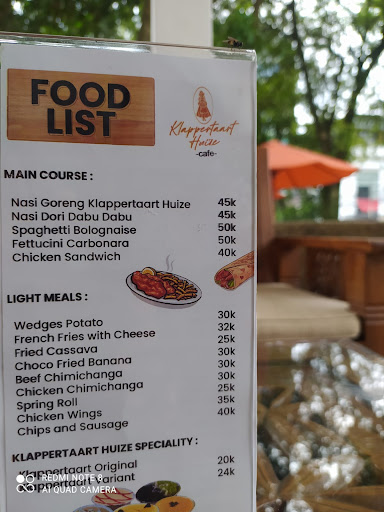 FOOD
LIST
Klappertaart
Huize
-cafe-
MAIN COURSE :
Nasi Goreng Klappertaart Huize 45k
Nasi Dori Dabu Dabu 45k
Spaghetti Bolognaise 50k
Fettucini Carbonara 50k
Chicken Sandwich 40k
LIGHT MEALS :
Wedges Potato 30k
French Fries with Cheese 32k
Fried Cassava 25k
Choco Fried Banana 30k
Beef Chimichanga 30k
Chicken Chimichanga 30k
Spring Roll 25k
Chicken Wings 35k
Chips and Sausage 40k
KLAPPERTAART HUIZE SPECIALITY :
Klappertaart Original 20k
Klappertaart Variant 24k
REDMI NOTE 8
AI QUAD CAMERA